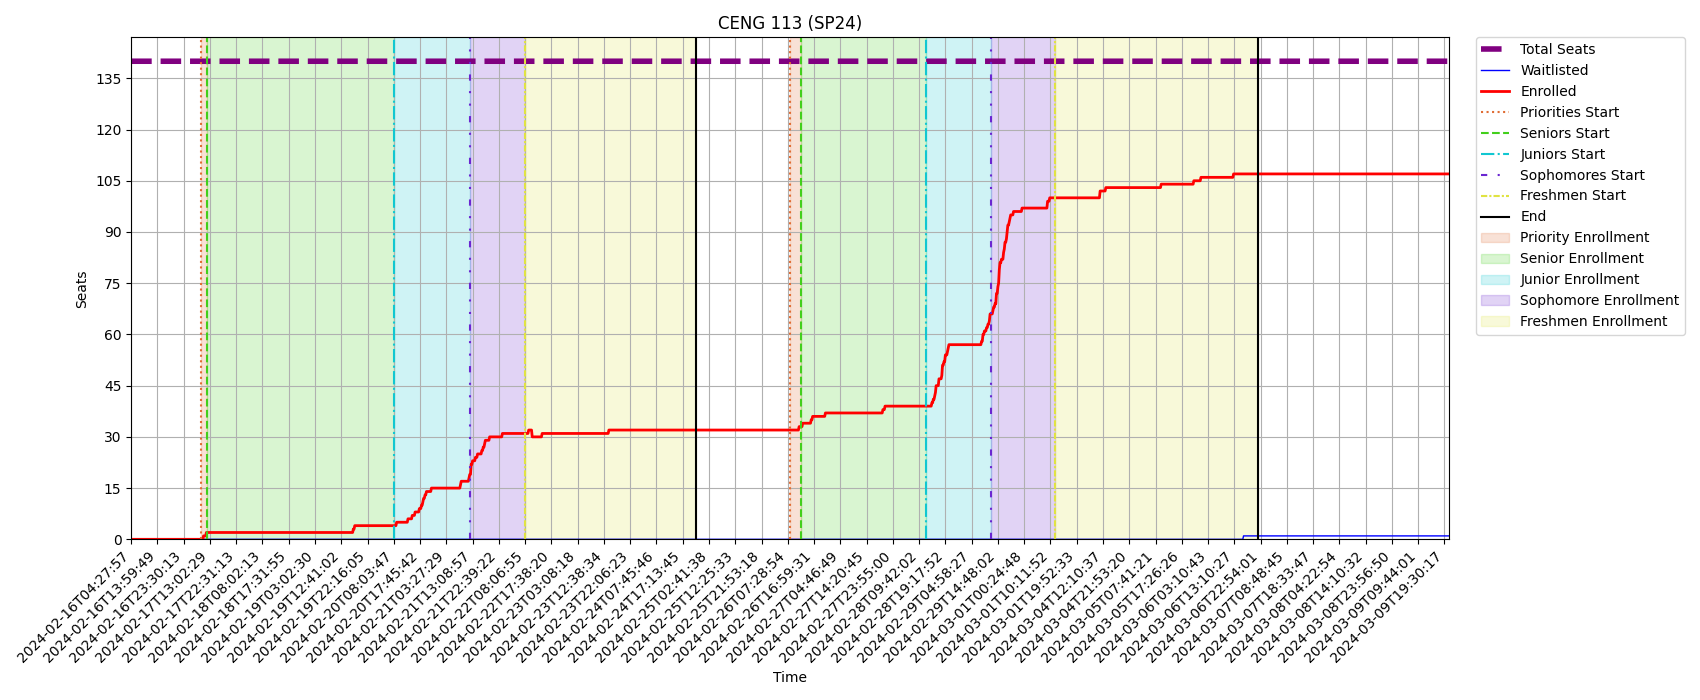 CENG 113 (SP24)
Total Seats
Waitlisted
Enrolled
Priorities Start
Seniors Start
Juniors Start
Sophomores Start
Freshmen Start
End
Priority Enrollment
Senior Enrollment
Junior Enrollment
Sophomore Enrollment
Freshmen Enrollment
Seats
135
120
105
90
75
60
45
30
15
0
2024-02-16T04:27:57
2024-02-16T13:59:49
2024-02-16T23:30:13
2024-02-17T13:02:29
2024-02-17T22:31:13
2024-02-18T08:02:13
2024-02-18T17:31:55
2024-02-19T03:02:30
2024-02-19T12:41:02
2024-02-19T22:16:05
2024-02-20T08:03:47
2024-02-20T17:45:42
2024-02-21T03:27:29
2024-02-21T13:08:57
2024-02-21T22:39:22
2024-02-22T08:06:55
2024-02-22T17:38:20
2024-02-23T03:08:18
2024-02-23T12:38:34
2024-02-23T22:06:23
2024-02-24T07:45:46
2024-02-24T17:13:45
2024-02-25T02:41:38
2024-02-25T12:25:33
2024-02-25T21:53:18
2024-02-26T07:28:54
2024-02-26T16:59:31
2024-02-27T04:46:49
2024-02-27T14:20:45
2024-02-27T23:55:00
2024-02-28T09:42:02
2024-02-28T19:17:52
2024-02-29T04:58:27
2024-02-29T14:48:02
2024-03-01T00:24:48
2024-03-01T10:11:52
2024-03-01T19:52:33
2024-03-04T12:10:37
2024-03-04T21:53:20
2024-03-05T07:41:21
2024-03-05T17:26:26
2024-03-06T03:10:43
2024-03-06T13:10:27
2024-03-06T22:54:01
2024-03-07T08:48:45
2024-03-07T18:33:47
2024-03-08T04:22:54
2024-03-08T14:10:32
2024-03-08T23:56:50
2024-03-09T09:44:01
2024-03-09T19:30:17
Time